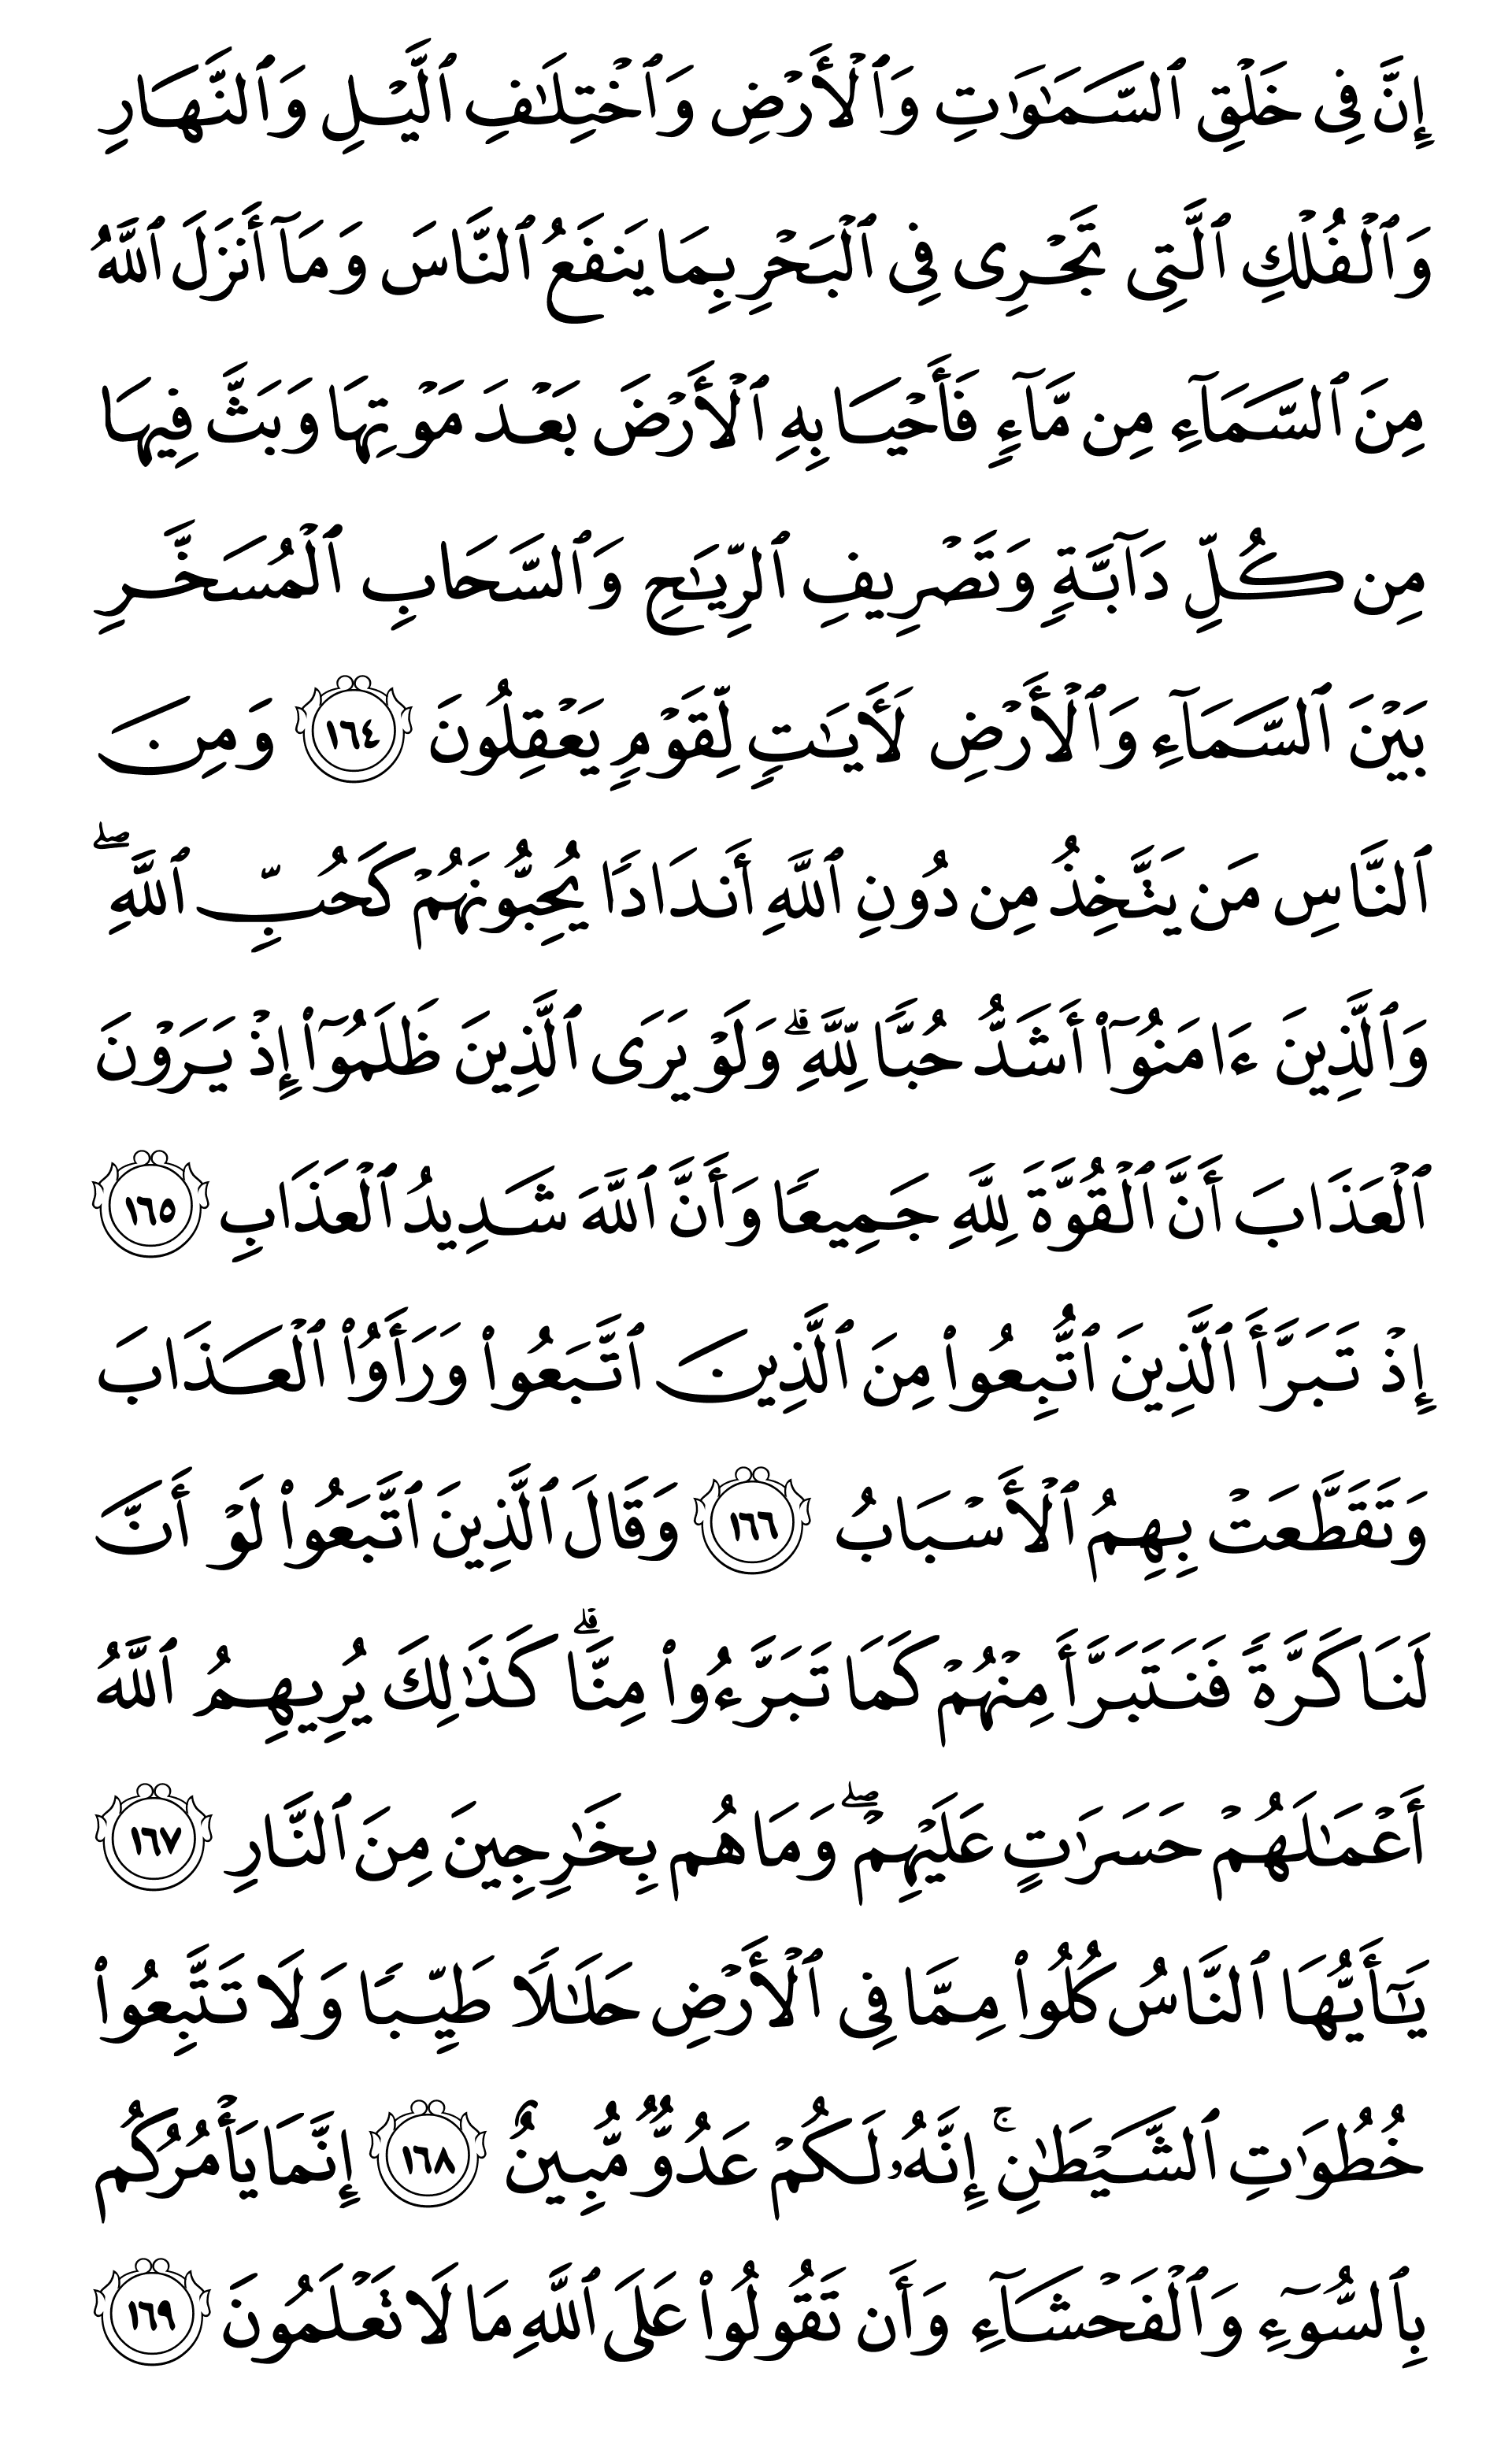 إِنَّ فِى خَلۡقِ ٱلسَّمَٰوَٰتِ وَٱلۡأَرۡضِ وَٱخۡتِلَٰفِ ٱلَّيۡلِ وَٱلنَّهَارِ
وَٱلۡفُلۡكِ ٱلَّتِى تَجۡرِى فِى ٱلۡبَحۡرِ بِمَا يَنفَعُ ٱلنَّاسَ وَمَآ أَنزَلَ ٱللَّهُ
مِنَ ٱلسَّمَآءِ مِن مَّآءٍ فَأَحۡيَا بِهِ ٱلۡأَرۡضَ بَعۡدَ مَوۡتِهَا وَبَثَّ فِيهَا
مِن كُلِّ دَآبَّةٍ وَتَصۡرِيفِ ٱلرِّيَٰحِ وَٱلسَّحَابِ ٱلۡمُسَخَّرِ
بَيۡنَ ٱلسَّمَآءِ وَٱلۡأَرۡضِ لَأٓيَٰتٍ لِّقَوۡمٍ يَعۡقِلُونَ ١٦٤ وَمِنَ
ٱلنَّاسِ مَن يَتَّخِذُ مِن دُونِ ٱللَّهِ أَندَادًا يُحِبُّونَهُمۡ كَحُبِّ ٱللَّهِۖ
وَٱلَّذِينَ ءَامَنُوٓاْ أَشَدُّ حُبًّا لِّلَّهِۗ وَلَوۡ يَرَى ٱلَّذِينَ ظَلَمُوٓاْ إِذۡ يَرَوۡنَ
ٱلۡعَذَابَ أَنَّ ٱلۡقُوَّةَ لِلَّهِ جَمِيعًا وَأَنَّ ٱللَّهَ شَدِيدُ ٱلۡعَذَابِ ١٦٥
إِذۡ تَبَرَّأَ ٱلَّذِينَ ٱتُّبِعُواْ مِنَ ٱلَّذِينَ ٱتَّبَعُواْ وَرَأَوُاْ ٱلۡعَذَابَ
وَتَقَطَّعَتۡ بِهِمُ ٱلۡأَسۡبَابُ ١٦٦ وَقَالَ ٱلَّذِينَ ٱتَّبَعُواْ لَوۡ أَنَّ
لَنَا كَرَّةً فَنَتَبَرَّأَ مِنۡهُمۡ كَمَا تَبَرَّءُواْ مِنَّاۗ كَذَٰلِكَ يُرِيهِمُ ٱللَّهُ
أَعۡمَٰلَهُمۡ حَسَرَٰتٍ عَلَيۡهِمۡۖ وَمَا هُم بِخَٰرِجِينَ مِنَ ٱلنَّارِ ١٦٧
يَٰٓأَيُّهَا ٱلنَّاسُ كُلُواْ مِمَّا فِى ٱلۡأَرۡضِ حَلَٰلًا طَيِّبًا وَلَا تَتَّبِعُواْ
خُطُوَٰتِ ٱلشَّيۡطَٰنِۚ إِنَّهُۥ لَكُمۡ عَدُوٌّ مُّبِينٌ ١٦٨ إِنَّمَا يَأۡمُرُكُم
بِٱلسُّوٓءِ وَٱلۡفَحۡشَآءِ وَأَن تَقُولُواْ عَلَى ٱللَّهِ مَا لَا تَعۡلَمُونَ ١٦٩